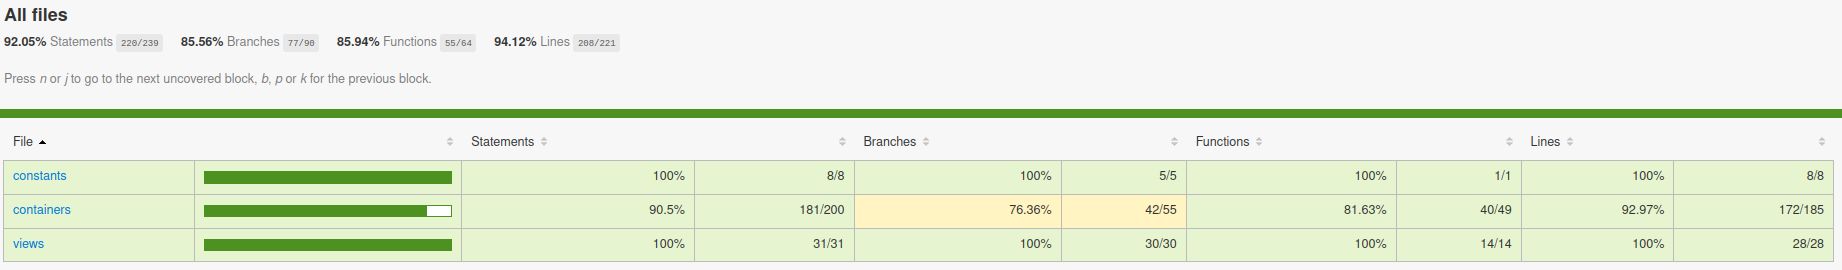 All files
92.05% Statements 220/239 85.56% Branches 77/90 85.94% Functions 55/64 94.12% Lines 208/221
Press n or j to go to the next uncovered block, b, p or k for the previous block.
File Statements Branches Functions Lines
constants 100% 8/8 100% 5/5 100% 1/1 100% 8/8
containers 90.5% 181/200 76.36% 42/55 81.63% 40/49 92.97% 172/185
views 100% 31/31 100% 30/30 100% 14/14 100% 28/28